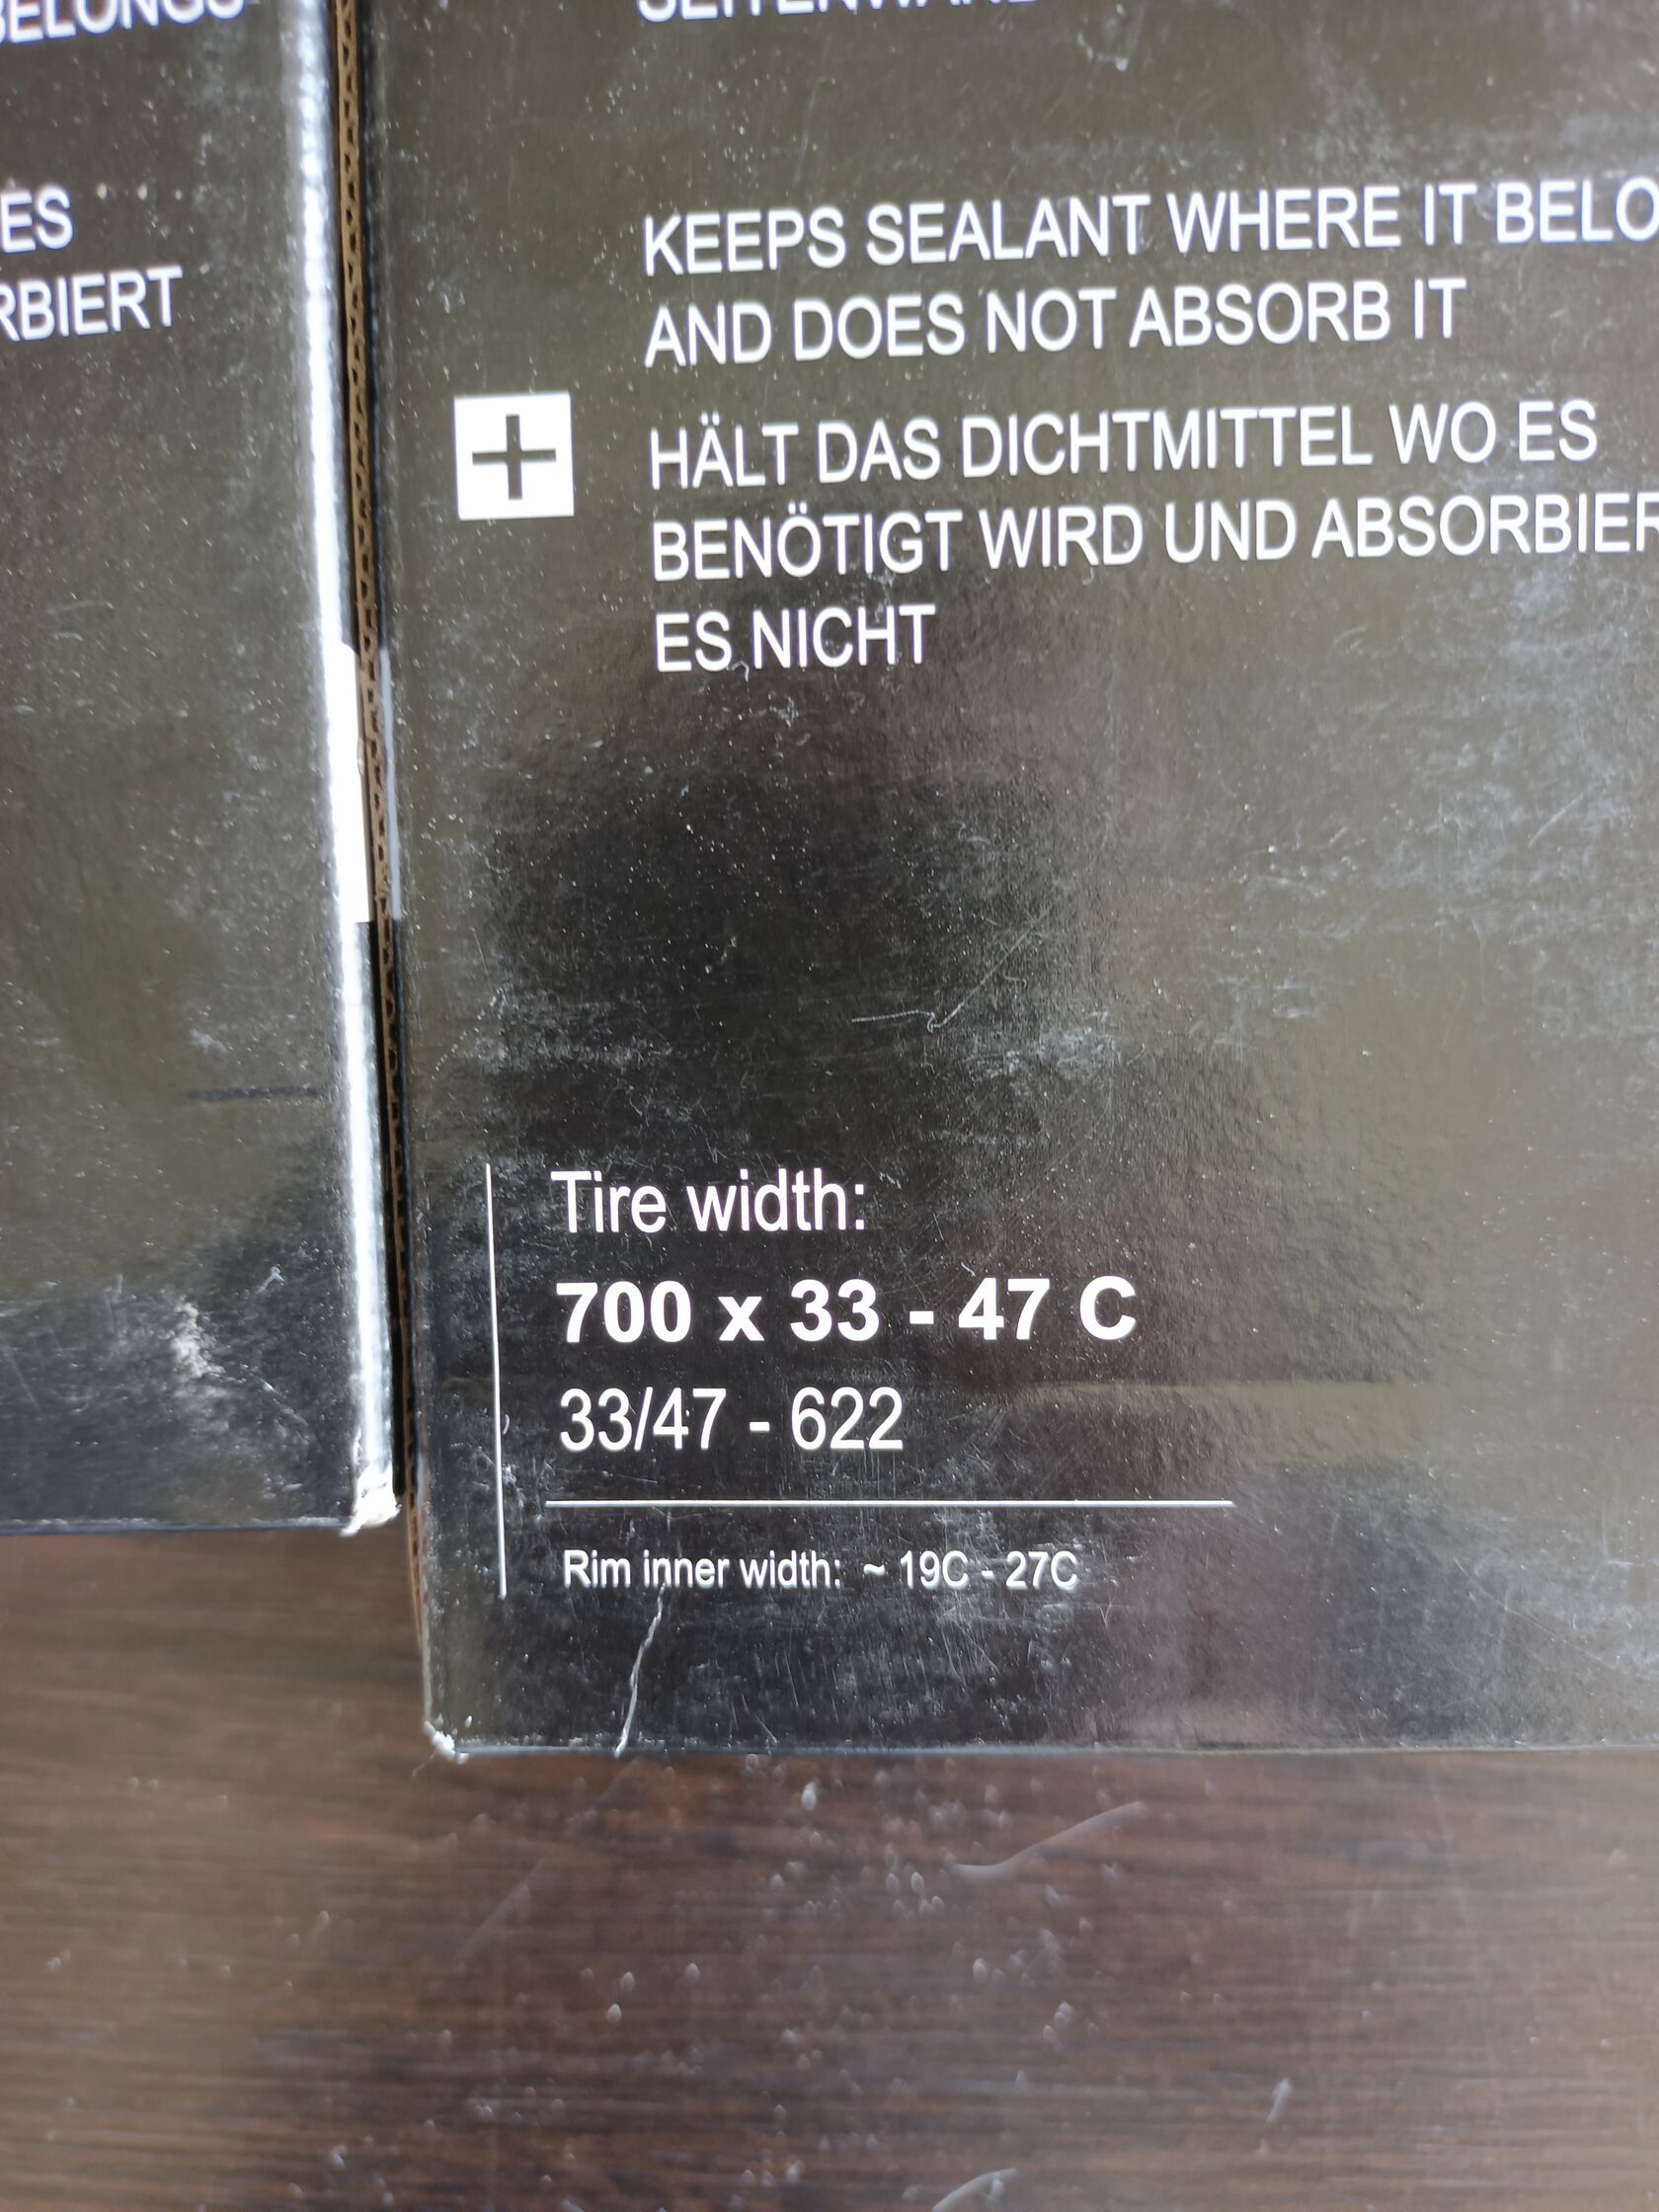 BELONGS
ES
RBIERT
KEEPS SEALANT WHERE IT BELO
AND DOES NOT ABSORB IT
HÄLT DAS DICHTMITTEL WO ES
BENÖTIGT WIRD UND ABSORBIER
ES NICHT
Tire width:
700 x 33 - 47 C
33/47 - 622
Rim inner width: ~ 19C - 27C